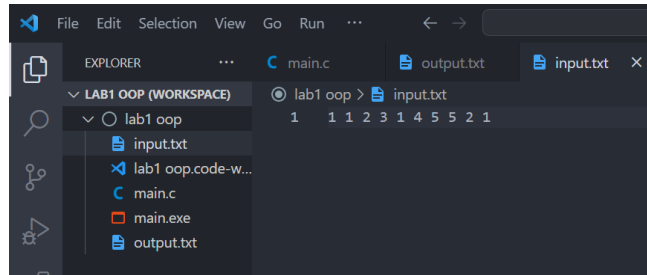 File Edit Selection View Go Run ···
EXPLORER ···
main.c output.txt input.txt
LAB1 OOP (WORKSPACE)
lab1 oop > input.txt
lab1 oop
1 1 1 2 3 1 4 5 5 2 1
input.txt
lab1 oop.code-w...
main.c
main.exe
output.txt